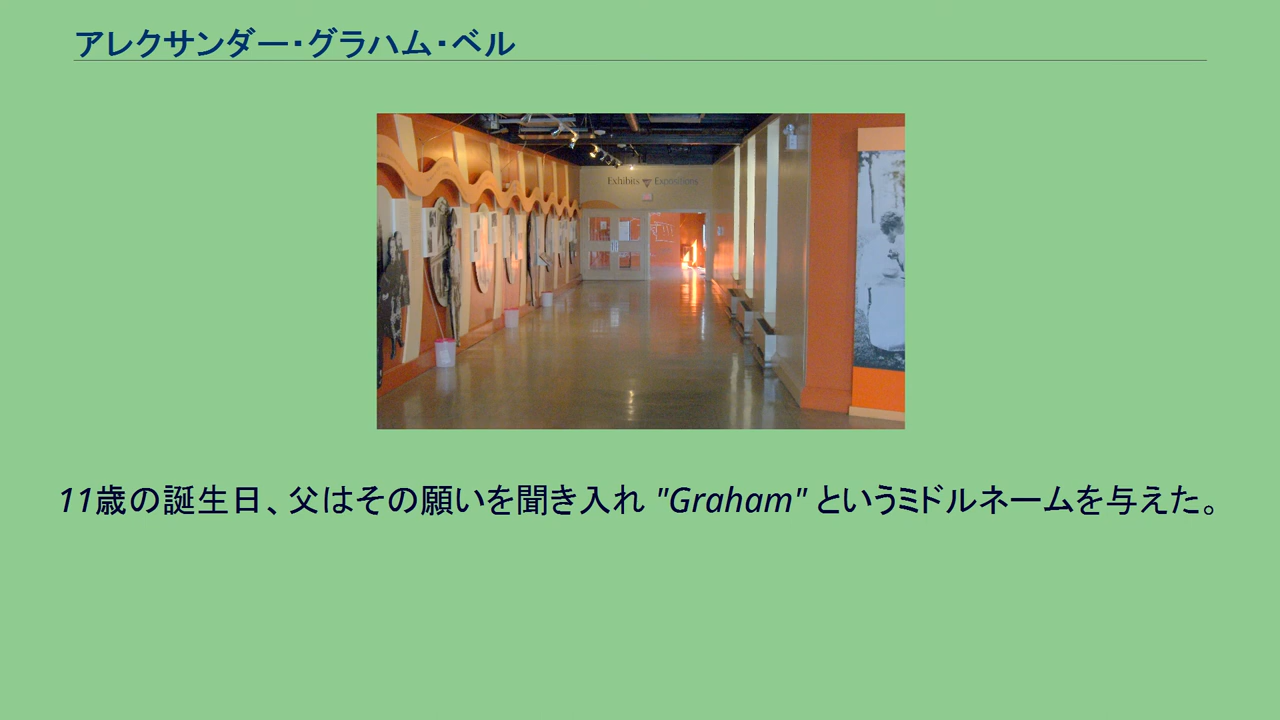 アレクサンダー・グラハム・ベル
Exhibits Expositions
11歳の誕生日、父はその願いを聞き入れ "Graham" というミドルネームを与えた。